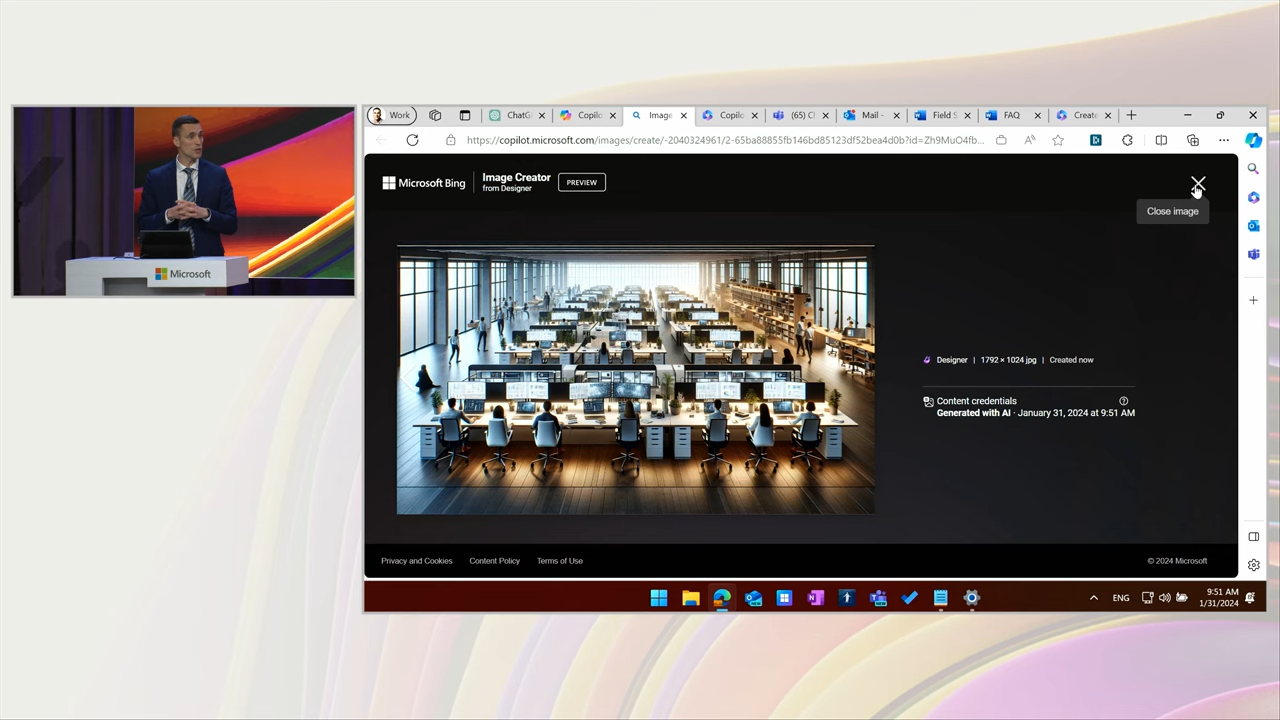 Microsoft
Work
ChatG
Copilo
Image
Copilc
(65) C
Mail -
Field S
FAQ
Create
https://copilot.microsoft.com/images/create/-2040324961/2-65ba88855fb146bd85123df52bea4d0b?id=Zh9MuO4fb...
Microsoft Bing
Image Creator
from Designer
PREVIEW
Close image
Designer | 1792 × 1024 jpg | Created now
Content credentials
Generated with AI · January 31, 2024 at 9:51 AM
Privacy and Cookies
Content Policy
Terms of Use
© 2024 Microsoft
NEW
NEW
ENG
9:51 AM
1/31/2024